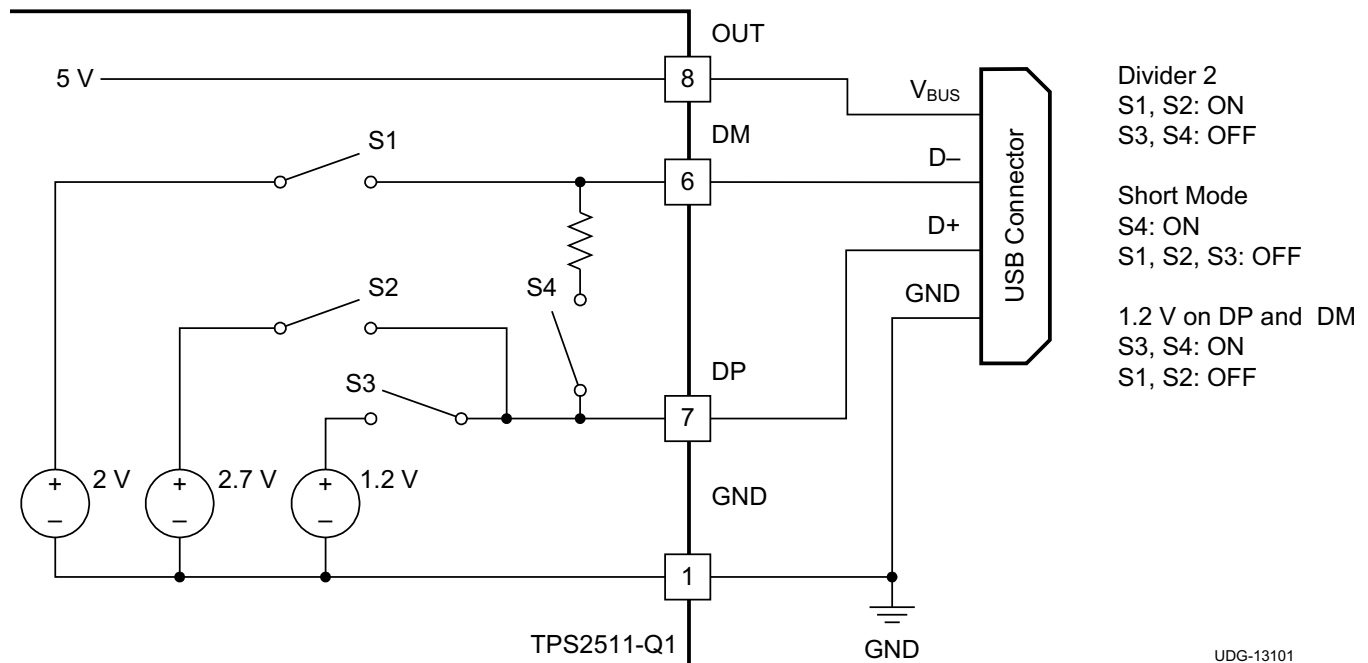 OUT
5 V
8
VBUS
DM
S1
6
D–
D+
S2
S4
GND
USB Connector
S3
DP
7
+
–
2 V
+
–
2.7 V
+
–
1.2 V
GND
1
TPS2511-Q1
GND
Divider 2
S1, S2: ON
S3, S4: OFF
Short Mode
S4: ON
S1, S2, S3: OFF
1.2 V on DP and DM
S3, S4: ON
S1, S2: OFF
UDG-13101